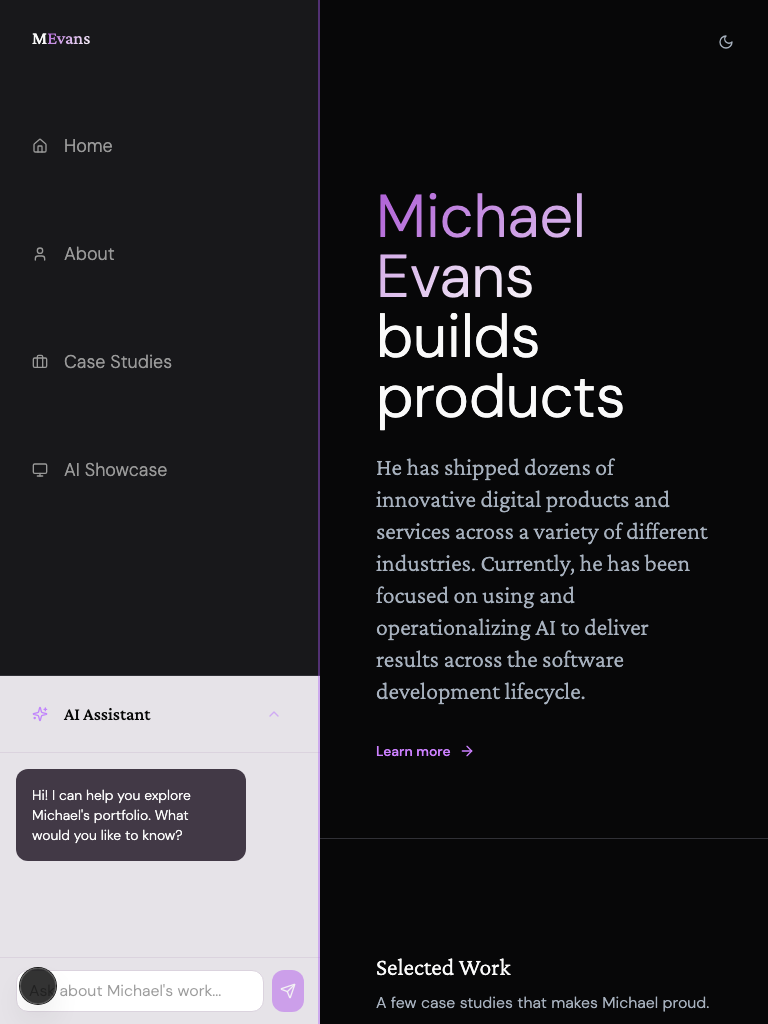 MEvans
Home
About
Case Studies
AI Showcase
AI Assistant
Hi! I can help you explore
Michael's portfolio. What
would you like to know?
Ask about Michael's work...
Michael
Evans
builds
products
He has shipped dozens of
innovative digital products and
services across a variety of different
industries. Currently, he has been
focused on using and
operationalizing AI to deliver
results across the software
development lifecycle.
Learn more
Selected Work
A few case studies that makes Michael proud.